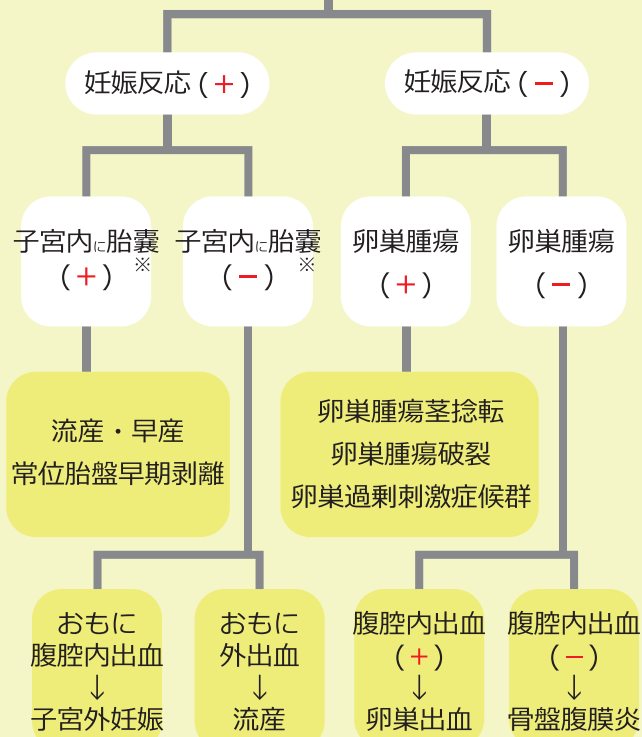 妊娠反応(+)
妊娠反応(−)
子宮内に胎嚢※
(+)
子宮内に胎嚢※
(−)
卵巣腫瘍
(+)
卵巣腫瘍
(−)
流産・早産
常位胎盤早期剥離
卵巣腫瘍茎捻転
卵巣腫瘍破裂
卵巣過剰刺激症候群
おもに
腹腔内出血
↓
子宮外妊娠
おもに
外出血
↓
流産
腹腔内出血
(+)
↓
卵巣出血
腹腔内出血
(−)
↓
骨盤腹膜炎